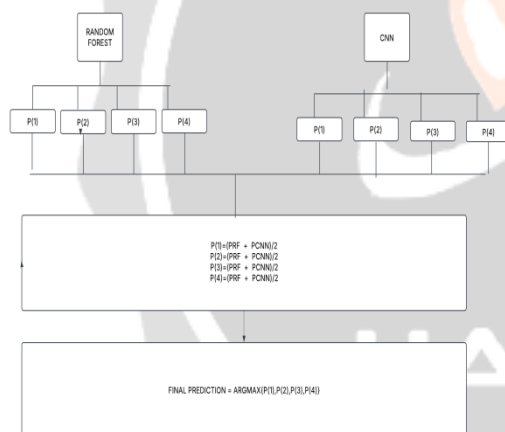 RANDOM
FOREST
CNN
P(1)
P(2)
P(3)
P(4)
P(1)
P(2)
P(3)
P(4)
P(1)=(PRF + PCNN)/2
P(2)=(PRF + PCNN)/2
P(3)=(PRF + PCNN)/2
P(4)=(PRF + PCNN)/2
FINAL PREDICTION = ARGMAX(P(1),P(2),P(3),P(4))